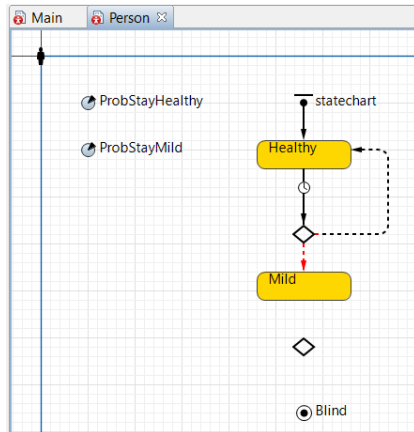 Main
Person
ProbStayHealthy
statechart
ProbStayMild
Healthy
Mild
Blind